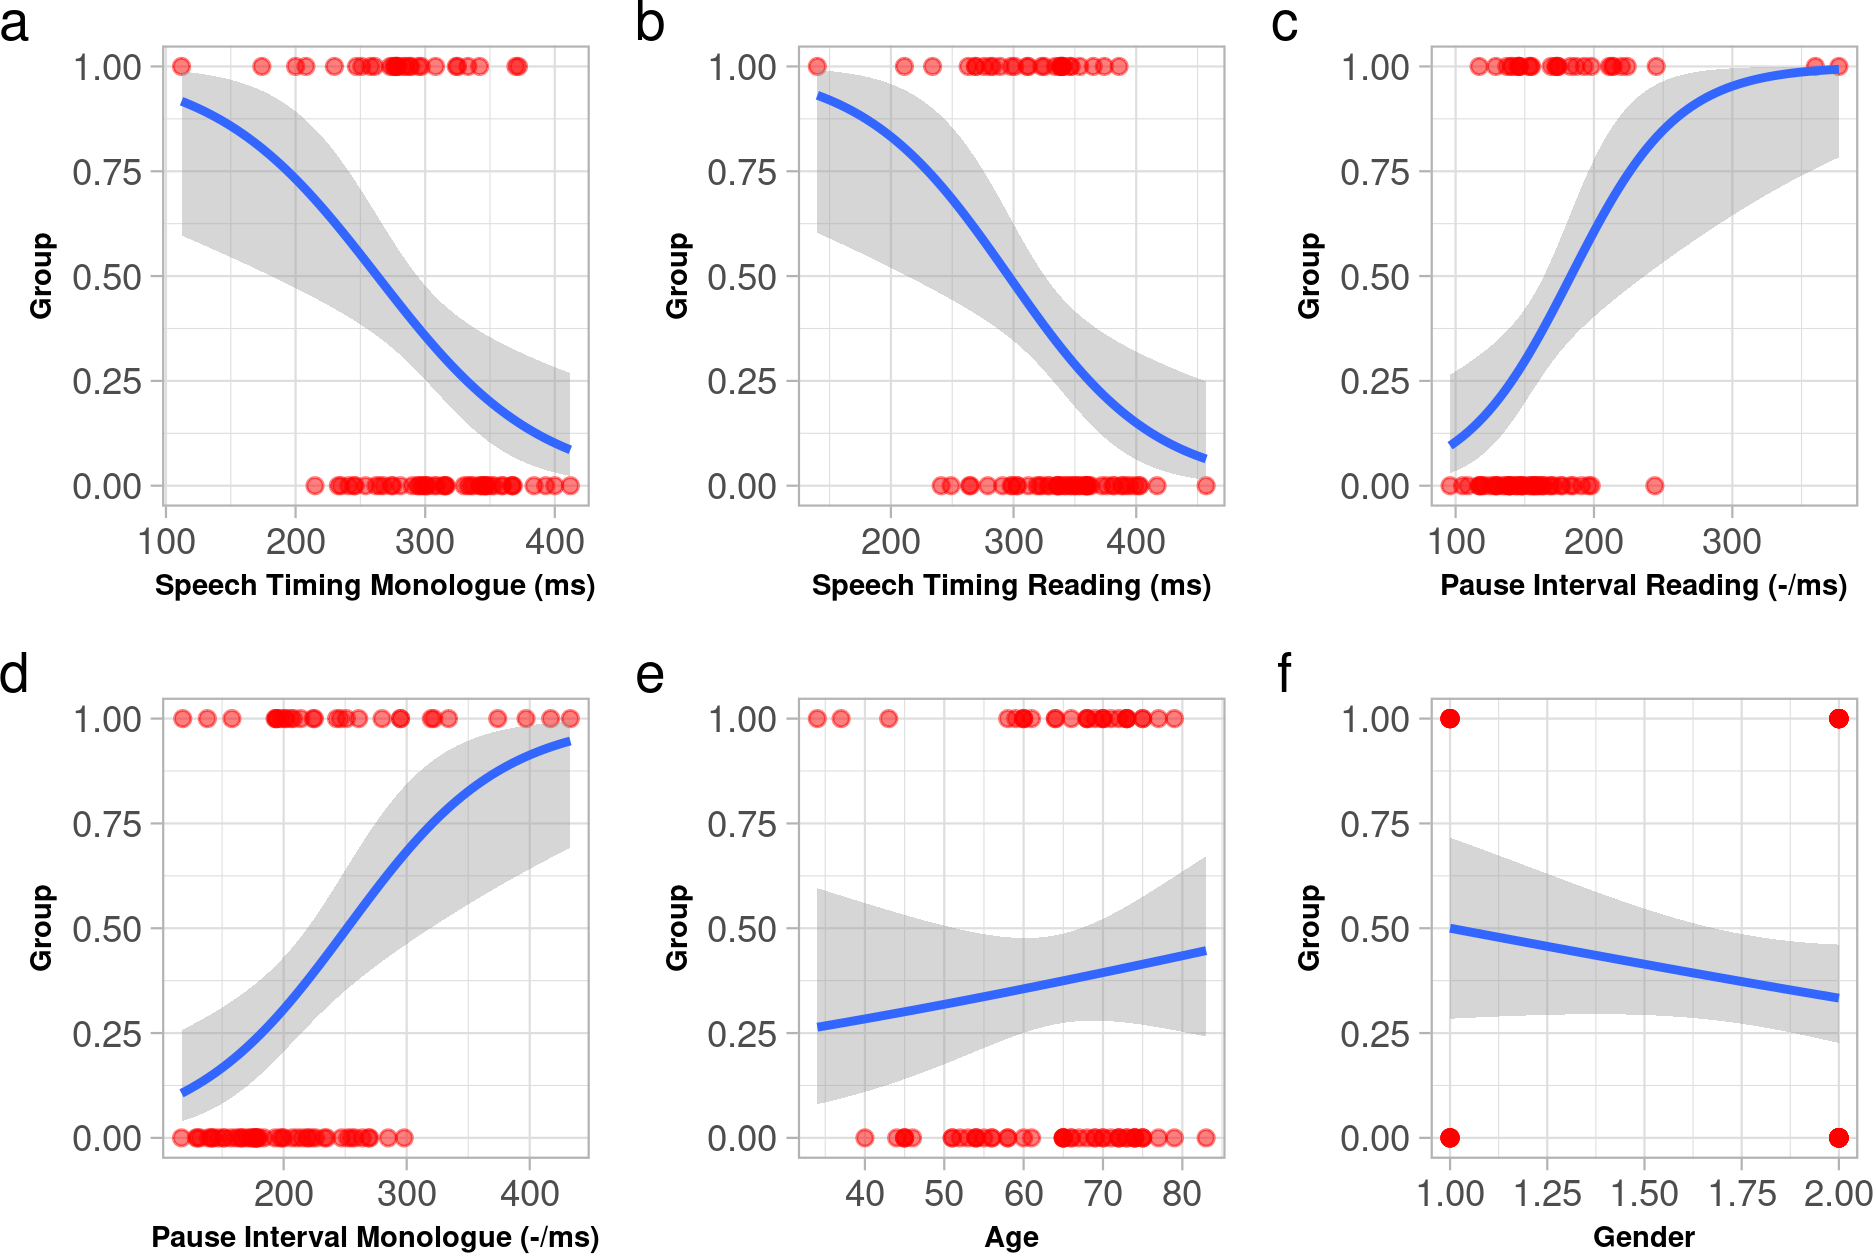 a
1.00
0.75
0.50
0.25
0.00
Group
100 200 300 400
Speech Timing Monologue (ms)
b
1.00
0.75
0.50
0.25
0.00
Group
200 300 400
Speech Timing Reading (ms)
c
1.00
0.75
0.50
0.25
0.00
Group
100 200 300
Pause Interval Reading (-/ms)
d
1.00
0.75
0.50
0.25
0.00
Group
200 300 400
Pause Interval Monologue (-/ms)
e
1.00
0.75
0.50
0.25
0.00
Group
40 50 60 70 80
Age
f
1.00
0.75
0.50
0.25
0.00
Group
1.00 1.25 1.50 1.75 2.00
Gender